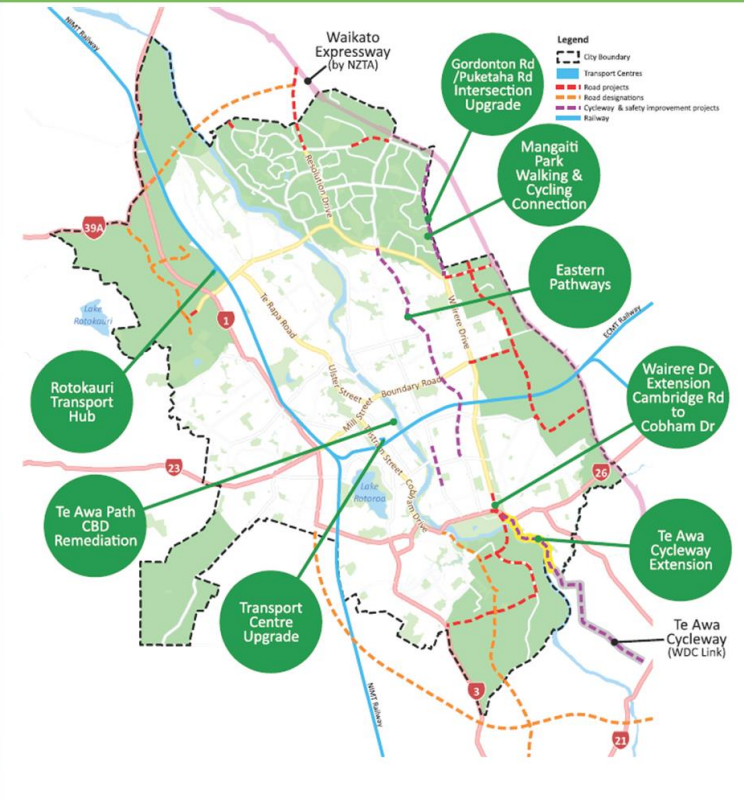 NIMT Railway
Waikato
Expressway
(by NZTA)
Legend
City Boundary
Transport Centres
Road projects
Road designations
Cycleway & safety improvement projects
Railway
Gordonton Rd
/Puketaha Rd
Intersection
Upgrade
Mangaiti
Park
Walking &
Cycling
Connection
Eastern
Pathways
Resolution Drive
39A
Lake
Rotokauri
1
Te Rapa Road
Wairere Drive
ECMT Railway
Rotokauri
Transport
Hub
Ulster Street
Boundary Road
Mill Street
Wairere Dr
Extension
Cambridge Rd
to
Cobham Dr
Tristram Street
23
26
Lake
Rotoroa
Cobham Drive
Te Awa Path
CBD
Remediation
Te Awa
Cycleway
Extension
Transport
Centre
Upgrade
Te Awa
Cycleway
(WDC Link)
NIMT Railway
3
21